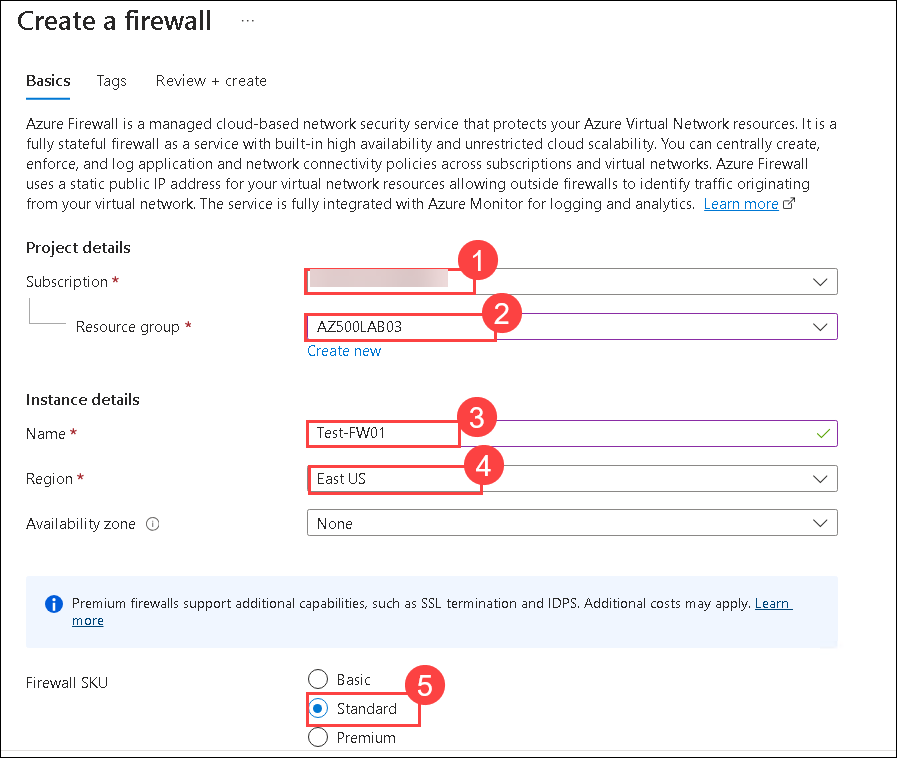 Create a firewall ...
Basics Tags Review + create
Azure Firewall is a managed cloud-based network security service that protects your Azure Virtual Network resources. It is a
fully stateful firewall as a service with built-in high availability and unrestricted cloud scalability. You can centrally create,
enforce, and log application and network connectivity policies across subscriptions and virtual networks. Azure Firewall
uses a static public IP address for your virtual network resources allowing outside firewalls to identify traffic originating
from your virtual network. The service is fully integrated with Azure Monitor for logging and analytics. Learn more
Project details
1
Subscription *
2
Resource group * AZ500LAB03
Create new
Instance details
3
Name * Test-FW01
4
Region * East US
Availability zone None
Premium firewalls support additional capabilities, such as SSL termination and IDPS. Additional costs may apply. Learn
more
Firewall SKU Basic
5
Standard
Premium